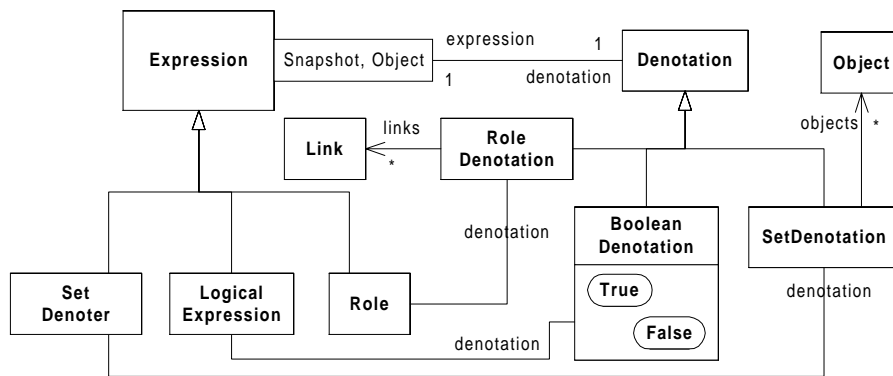 Expression
Snapshot, Object
expression
1
1
denotation
Denotation
Object
Link
links
*
Role
Denotation
objects
*
denotation
Boolean
Denotation
True
False
SetDenotation
denotation
Set
Denoter
Logical
Expression
Role
denotation